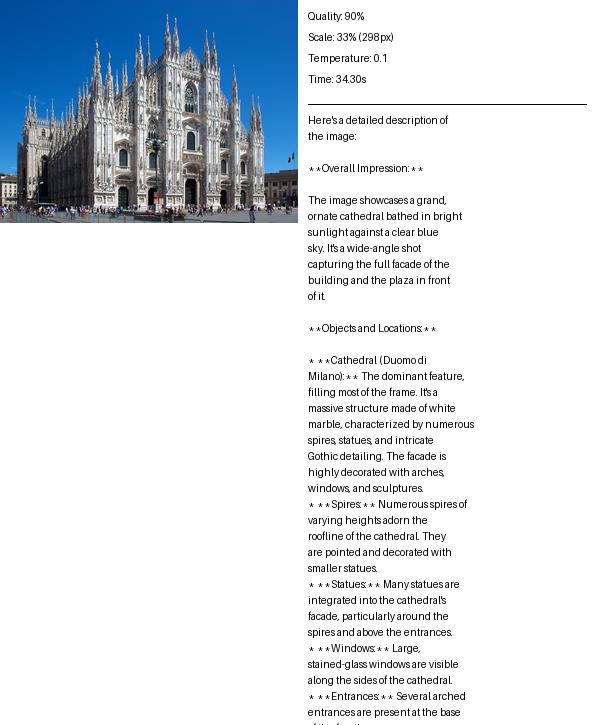 Quality: 90%
Scale: 33% (298px)
Temperature: 0.1
Time: 34.30s
Here's a detailed description of
the image:
**Overall Impression:**
The image showcases a grand,
ornate cathedral bathed in bright
sunlight against a clear blue
sky. It's a wide-angle shot
capturing the full facade of the
building and the plaza in front
of it.
**Objects and Locations:**
* **Cathedral (Duomo di
Milano):** The dominant feature,
filling most of the frame. It's a
massive structure made of white
marble, characterized by numerous
spires, statues, and intricate
Gothic detailing. The facade is
highly decorated with arches,
windows, and sculptures.
* **Spires:** Numerous spires of
varying heights adorn the
roofline of the cathedral. They
are pointed and decorated with
smaller statues.
* **Statues:** Many statues are
integrated into the cathedral's
facade, particularly around the
spires and above the entrances.
* **Windows:** Large,
stained-glass windows are visible
along the sides of the cathedral.
* **Entrances:** Several arched
entrances are present at the base